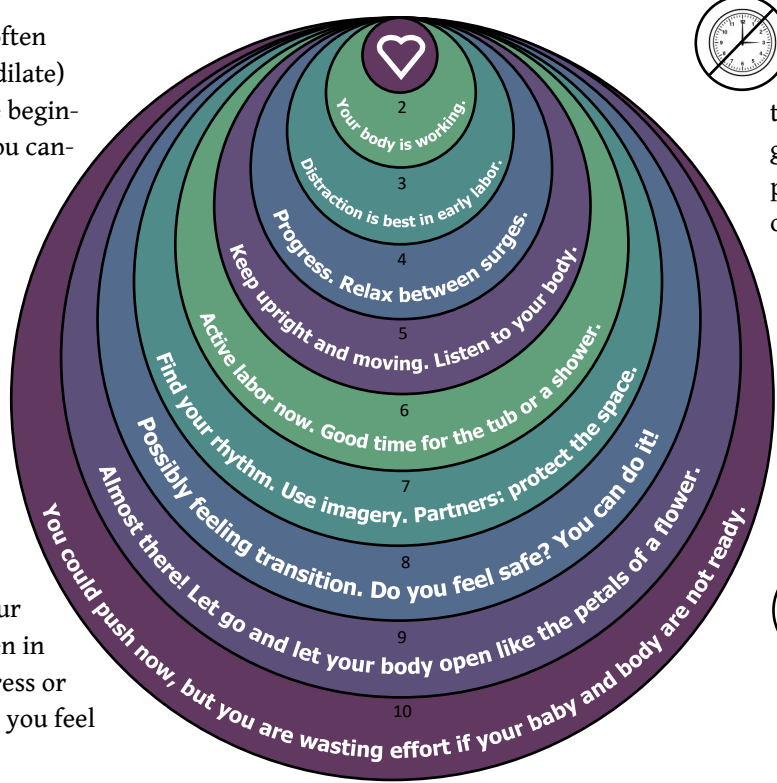 ften
dilate)
begin-
ou can-
t
g
p
c
2
Your body is working.
3
Distraction is best in early labor.
4
Progress. Relax between surges.
5
Keep upright and moving. Listen to your body.
6
Active labor now. Good time for the tub or a shower.
7
Find your rhythm. Use imagery. Partners: protect the space.
8
Possibly feeling transition. Do you feel safe? You can do it!
9
Almost there! Let go and let your body open like the petals of a flower.
10
You could push now, but you are wasting effort if your baby and body are not ready.
ur
n in
ress or
you feel